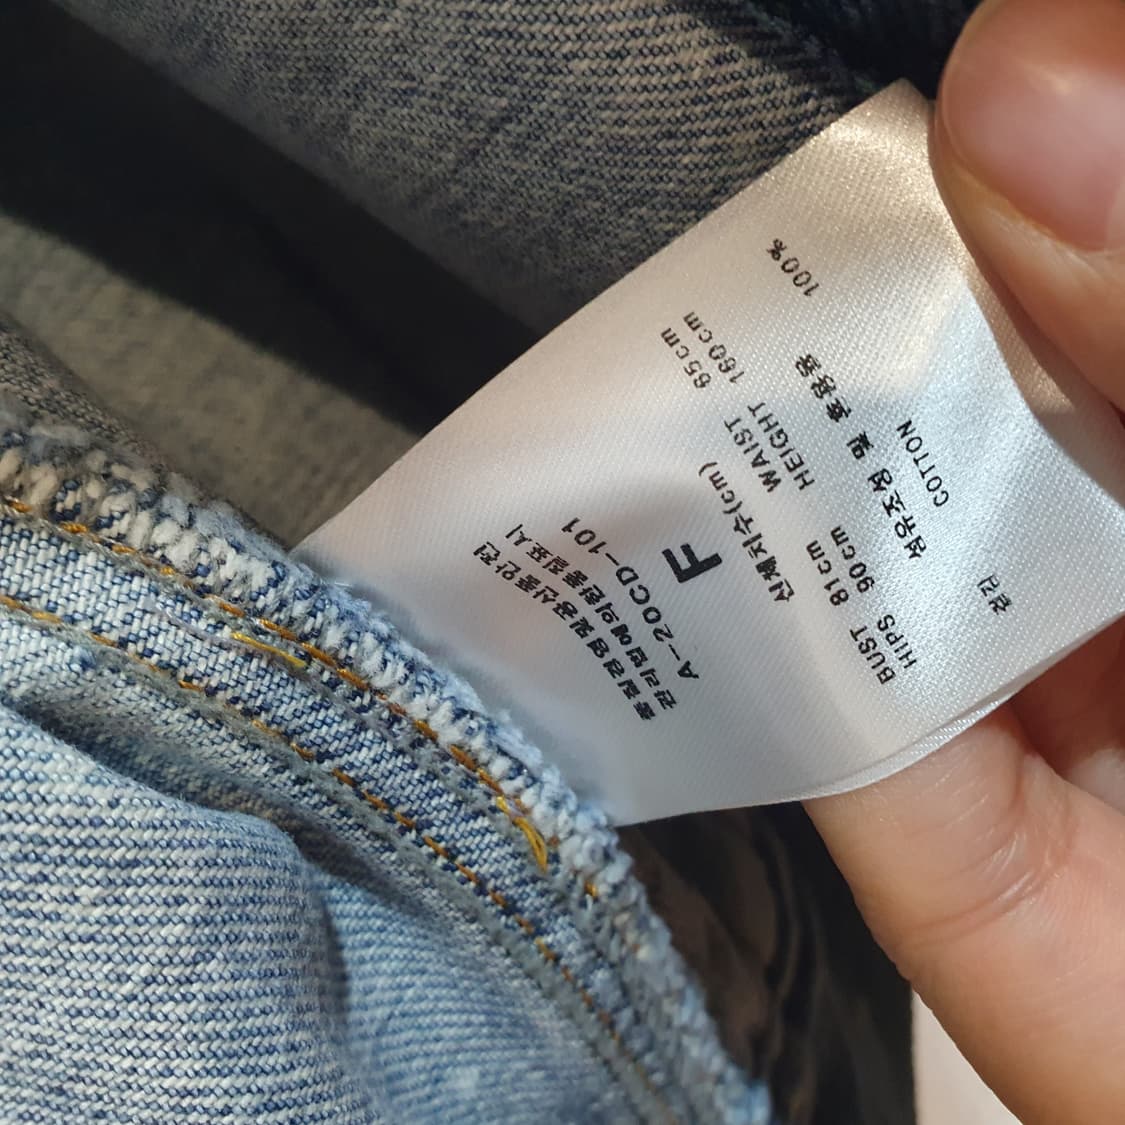 품질경영및공산품안전
관리법에의한품질표시
A-20CD-101
F
신체치수(cm)
BUST 81cm WAIST 65cm
HIPS 90cm HEIGHT 160cm
섬유조성 및 혼용률
COTTON 100%